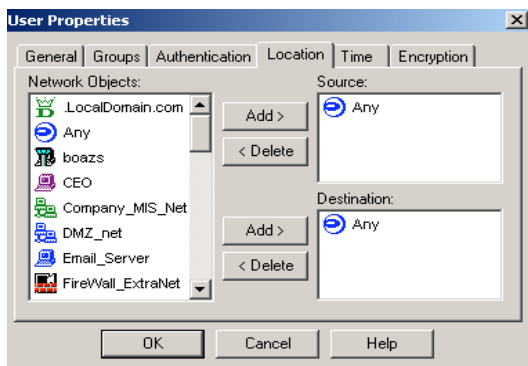 User Properties
General Groups Authentication Location Time Encryption
Network Objects:
.LocalDomain.com
Any
boazs
CEO
Company_MIS_Net
DMZ_net
Email_Server
FireWall_ExtraNet
Add >
< Delete
Add >
< Delete
Source:
Any
Destination:
Any
OK Cancel Help